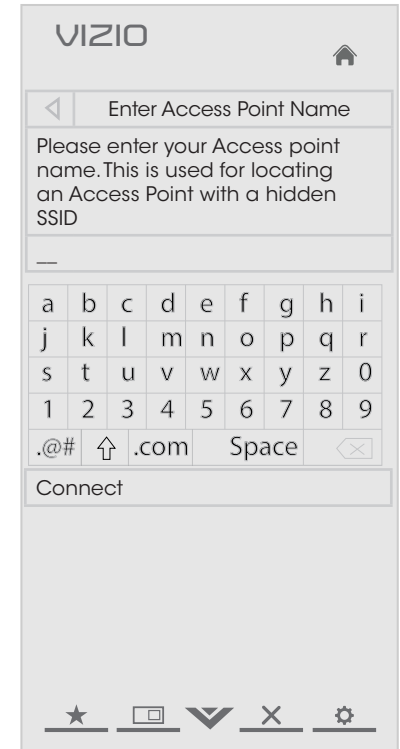 VIZIO
Enter Access Point Name
Please enter your Access point
name. This is used for locating
an Access Point with a hidden
SSID
__
a b c d e f g h i
j k l m n o p q r
s t u v w x y z 0
1 2 3 4 5 6 7 8 9
.@# .com Space
Connect